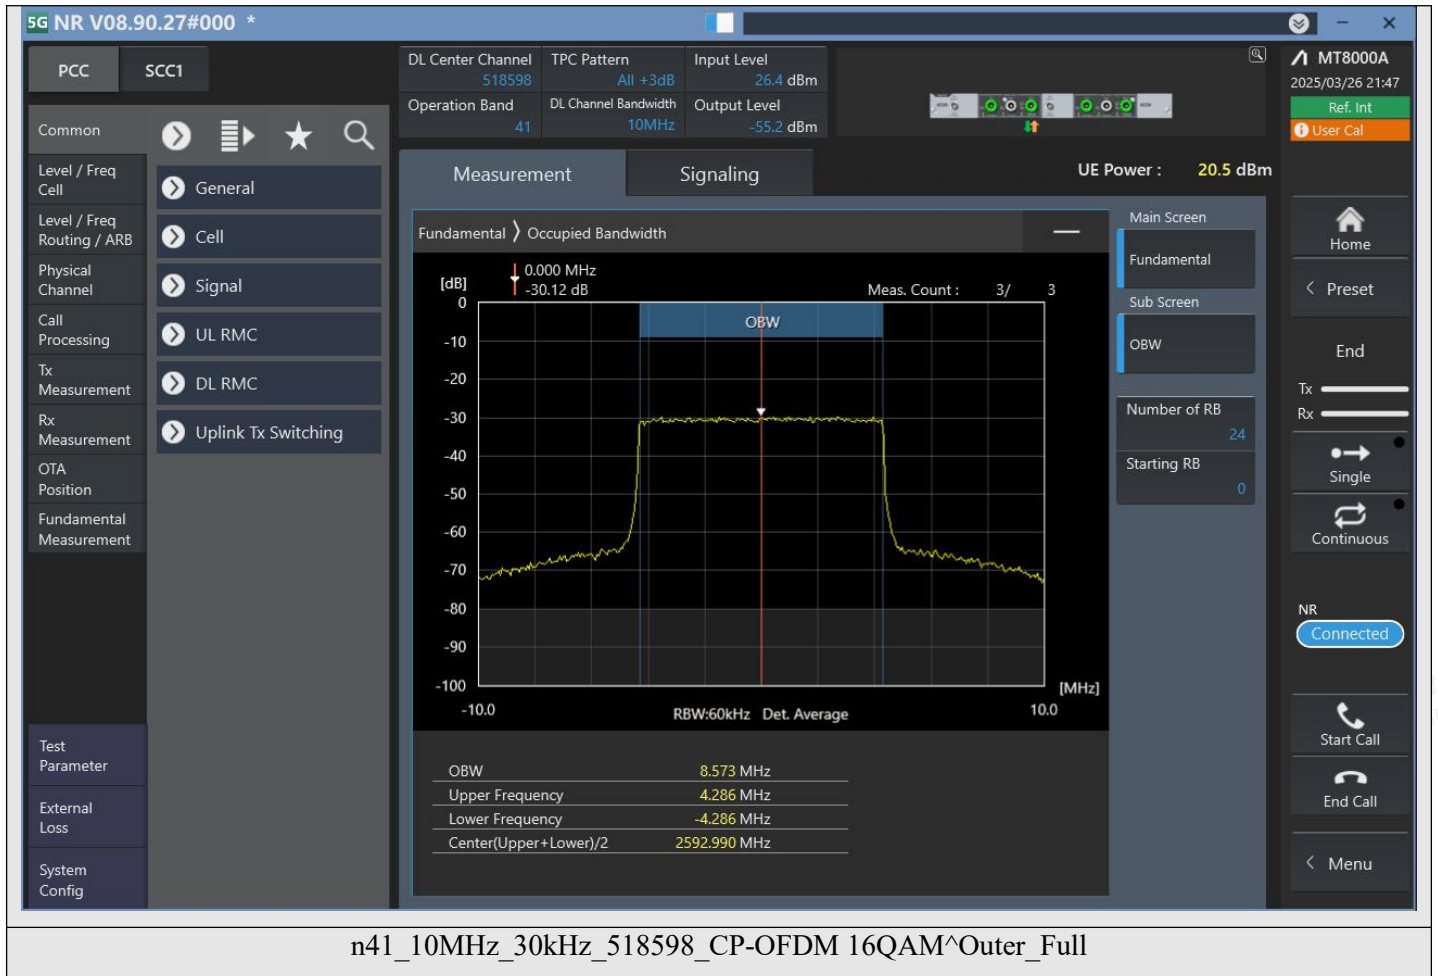 5G NR V08.90.27#000 *
PCC
SCC1
Common
Level / Freq
Cell
Level / Freq
Routing / ARB
Physical
Channel
Call
Processing
Tx
Measurement
Rx
Measurement
OTA
Position
Fundamental
Measurement
Test
Parameter
External
Loss
System
Config
General
Cell
Signal
UL RMC
DL RMC
Uplink Tx Switching
DL Center Channel
518598
TPC Pattern
All +3dB
Input Level
26.4 dBm
Operation Band
41
DL Channel Bandwidth
10MHz
Output Level
-55.2 dBm
Measurement
Signaling
UE Power : 20.5 dBm
Fundamental Occupied Bandwidth
[dB]
0.000 MHz
-30.12 dB
Meas. Count : 3/ 3
OBW
0
-10
-20
-30
-40
-50
-60
-70
-80
-90
-100
[MHz]
-10.0
RBW:60kHz Det. Average
10.0
OBW 8.573 MHz
Upper Frequency 4.286 MHz
Lower Frequency -4.286 MHz
Center(Upper+Lower)/2 2592.990 MHz
Main Screen
Fundamental
Sub Screen
OBW
Number of RB
24
Starting RB
0
MT8000A
2025/03/26 21:47
Ref. Int
User Cal
Home
Preset
End
Tx
Rx
Single
Continuous
NR
Connected
Start Call
End Call
Menu
n41_10MHz_30kHz_518598_CP-OFDM 16QAM^Outer_Full